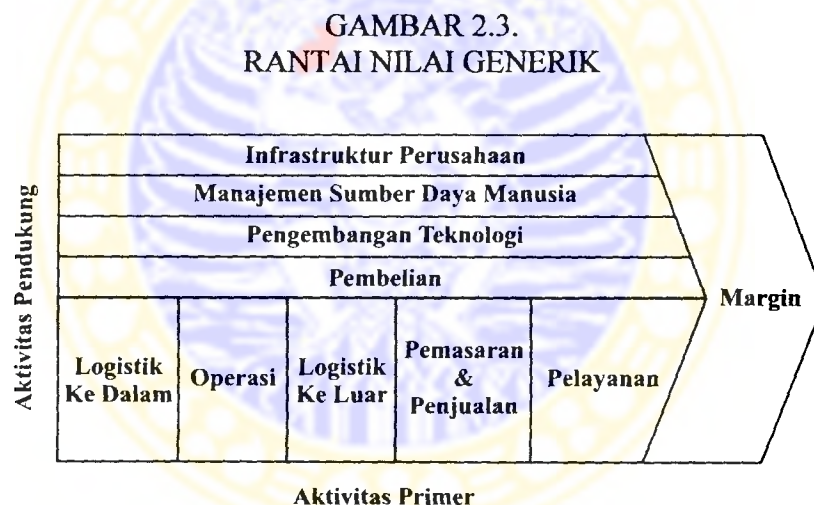 GAMBAR 2.3.
RANTAI NILAI GENERIK
Aktivitas Pendukung
Infrastruktur Perusahaan
Manajemen Sumber Daya Manusia
Pengembangan Teknologi
Pembelian
Logistik
Ke Dalam
Operasi
Logistik
Ke Luar
Pemasaran
&
Penjualan
Pelayanan
Margin
Aktivitas Primer